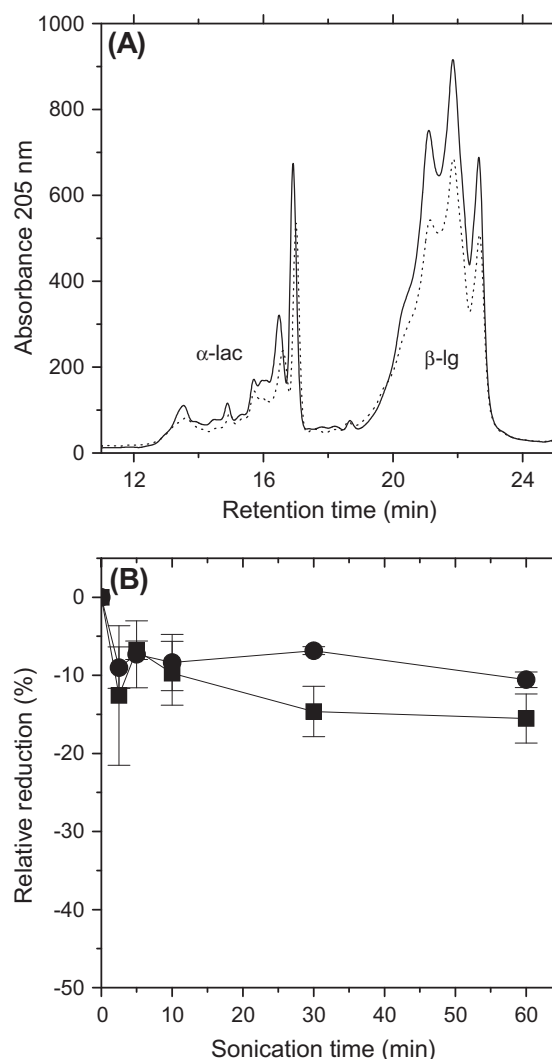 (A)
1000
800
600
400
200
0
Absorbance 205 nm
α-lac
β-lg
12 16 20 24
Retention time (min)
(B)
0
-10
-20
-30
-40
-50
Relative reduction (%)
0 10 20 30 40 50 60
Sonication time (min)